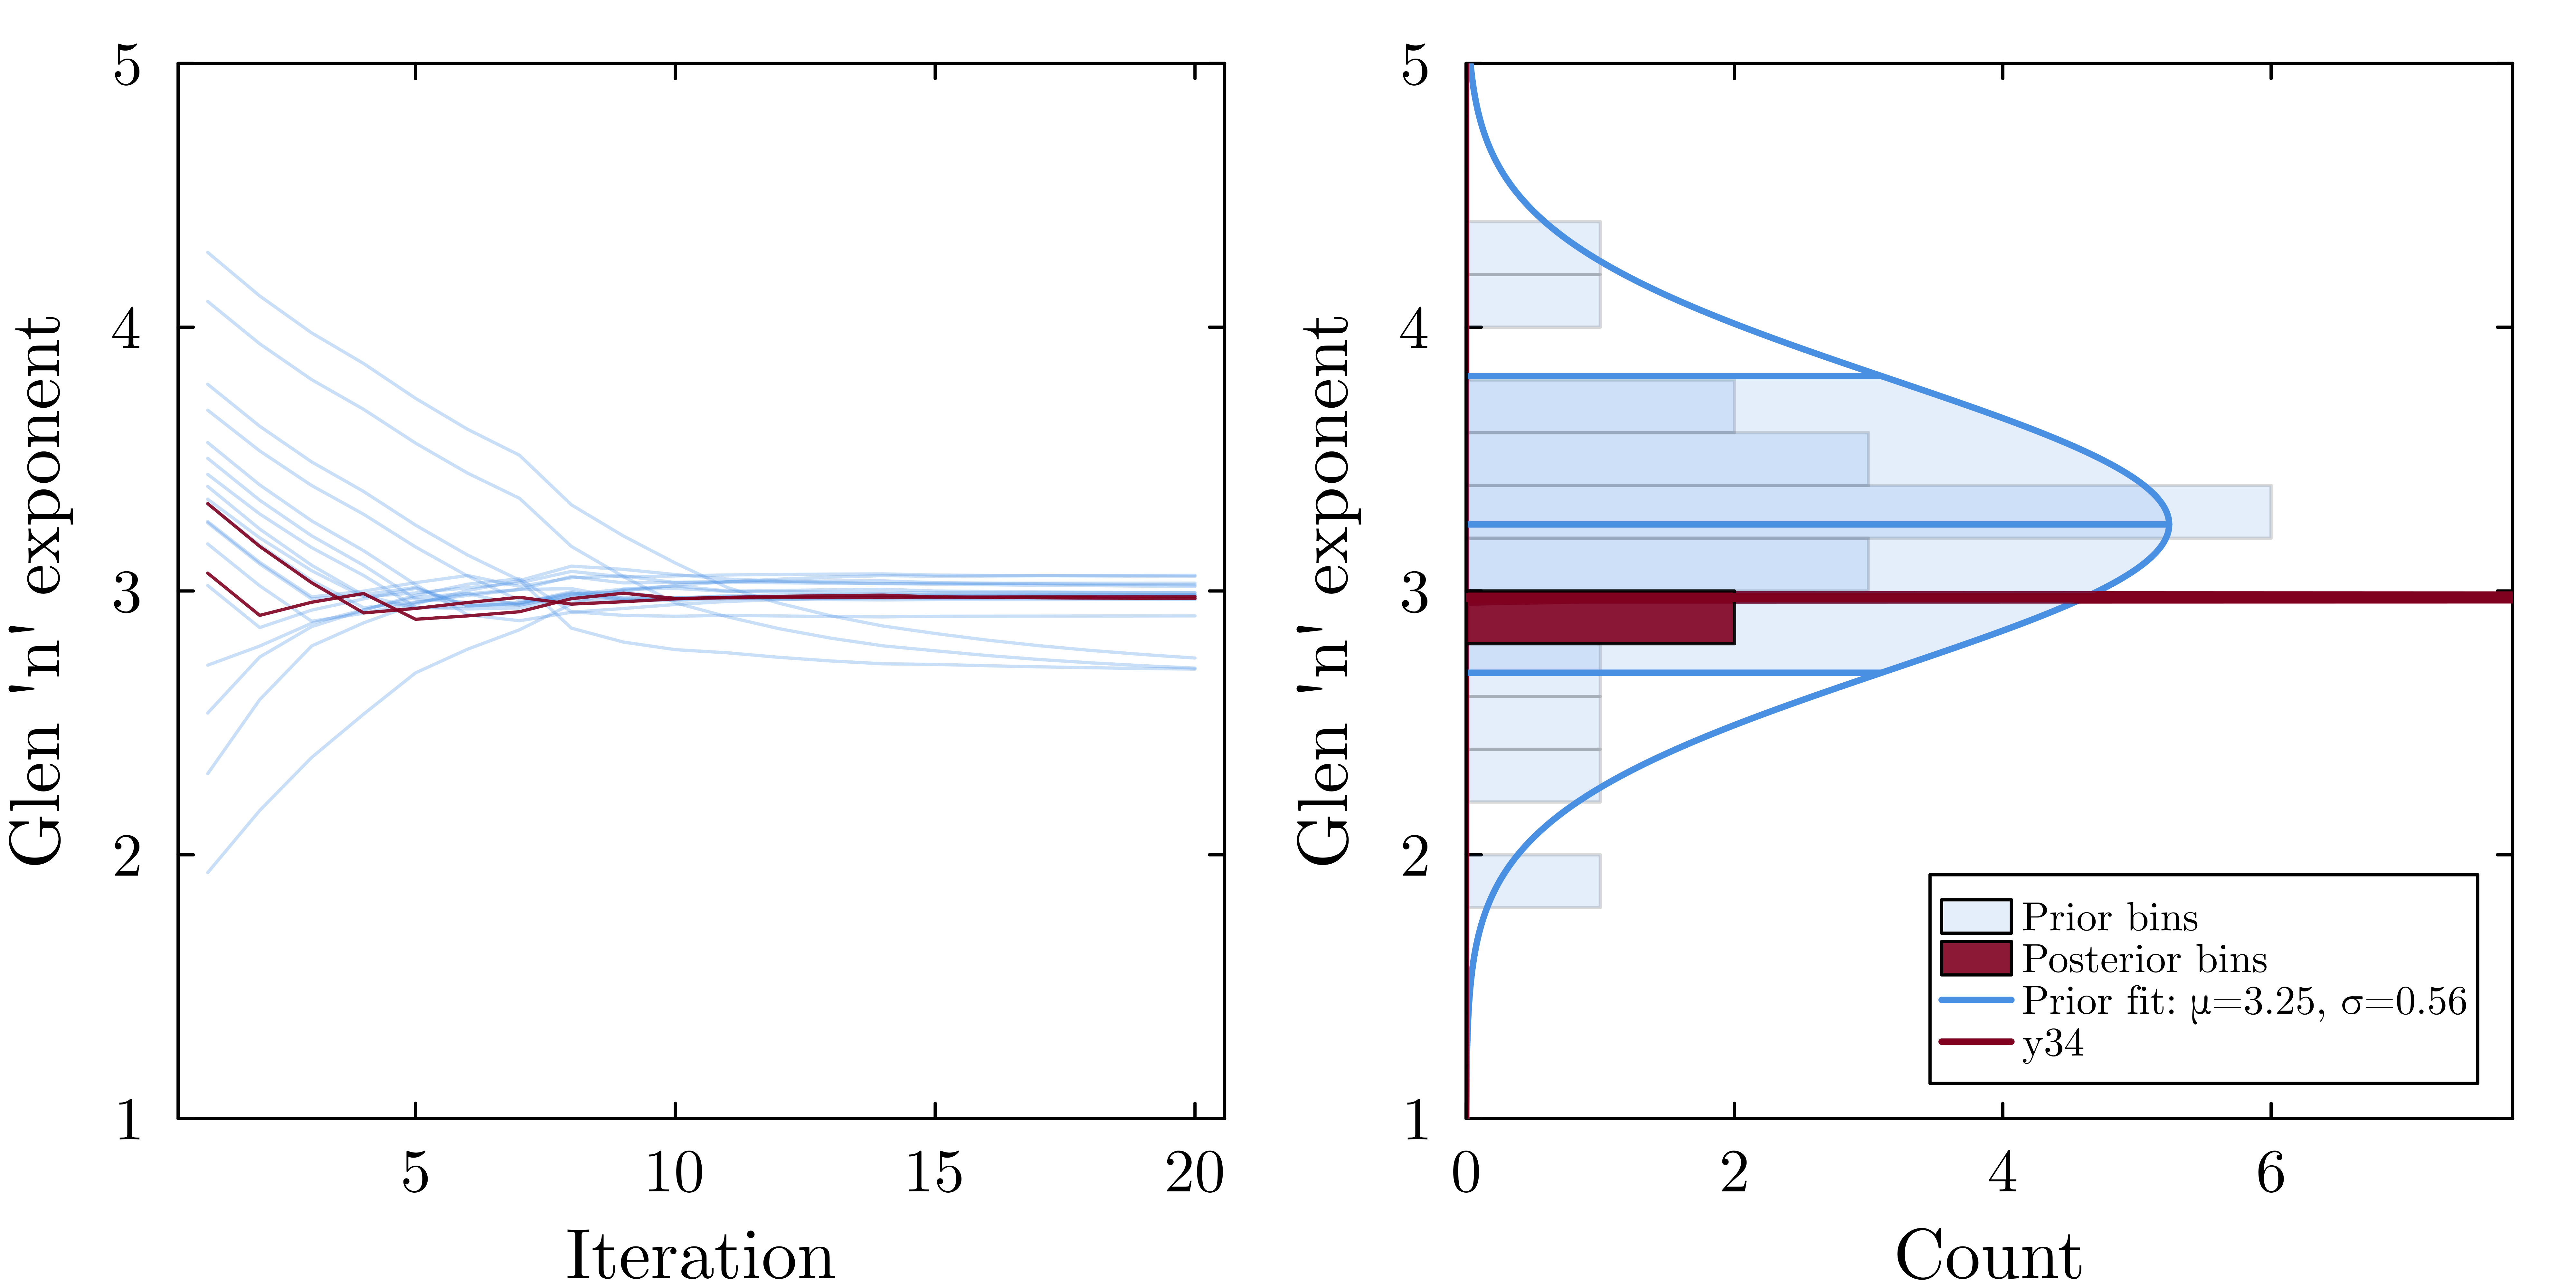 5
4
3
2
1
Glen 'n' exponent
5
10
15
20
Iteration
5
4
3
2
1
Glen 'n' exponent
0
2
4
6
Count
Prior bins
Posterior bins
Prior fit: μ=3.25, σ=0.56
y34